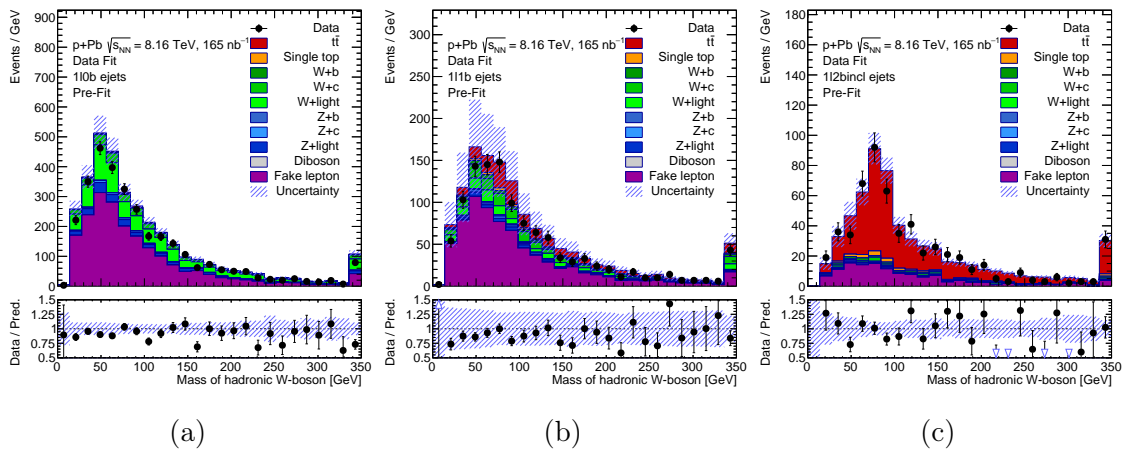 Events / GeV
900
800
700
600
500
400
300
200
100
0
p+Pb √s_NN = 8.16 TeV, 165 nb⁻¹
Data Fit
1l0b ejets
Pre-Fit
Data
tt̄
Single top
W+b
W+c
W+light
Z+b
Z+c
Z+light
Diboson
Fake lepton
Uncertainty
Data / Pred.
1.5
1.25
1
0.75
0.5
0 50 100 150 200 250 300 350
Mass of hadronic W-boson [GeV]
(a)
Events / GeV
300
250
200
150
100
50
0
p+Pb √s_NN = 8.16 TeV, 165 nb⁻¹
Data Fit
1l1b ejets
Pre-Fit
Data
tt̄
Single top
W+b
W+c
W+light
Z+b
Z+c
Z+light
Diboson
Fake lepton
Uncertainty
Data / Pred.
1.5
1.25
1
0.75
0.5
0 50 100 150 200 250 300 350
Mass of hadronic W-boson [GeV]
(b)
Events / GeV
180
160
140
120
100
80
60
40
20
0
p+Pb √s_NN = 8.16 TeV, 165 nb⁻¹
Data Fit
1l2bincl ejets
Pre-Fit
Data
tt̄
Single top
W+b
W+c
W+light
Z+b
Z+c
Z+light
Diboson
Fake lepton
Uncertainty
Data / Pred.
1.5
1.25
1
0.75
0.5
0 50 100 150 200 250 300 350
Mass of hadronic W-boson [GeV]
(c)